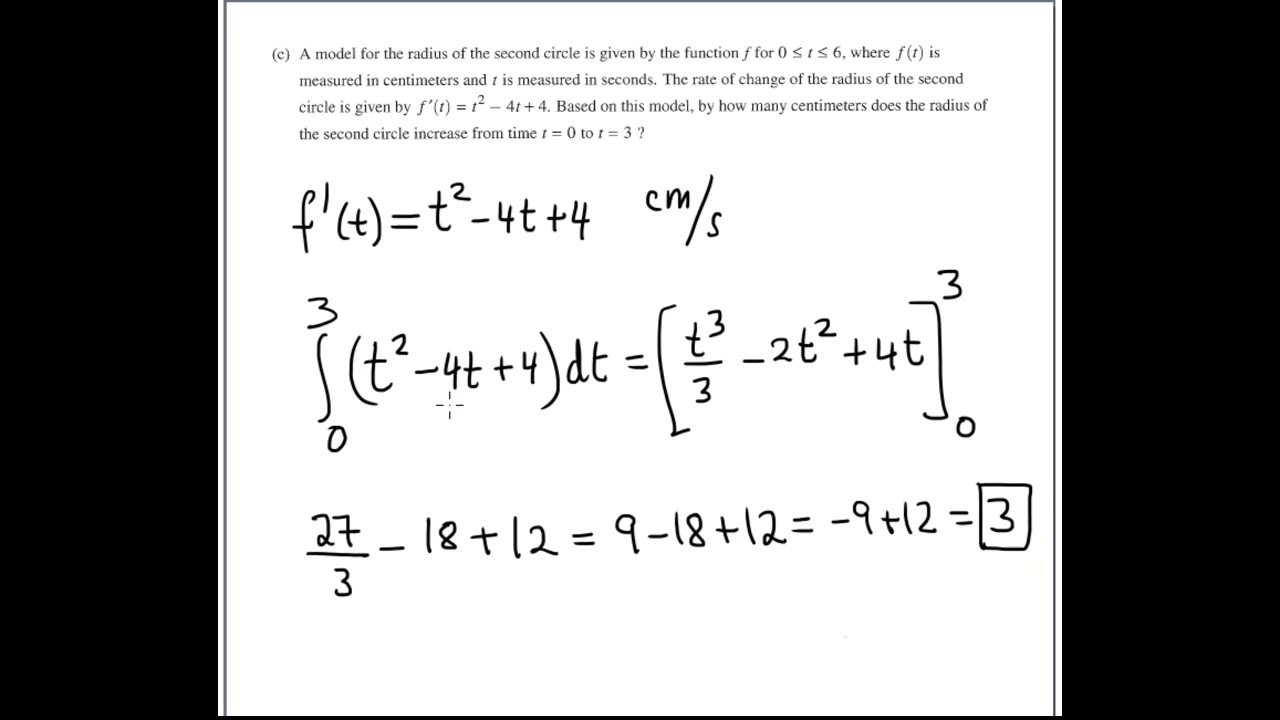 (c) A model for the radius of the second circle is given by the function f for 0 ≤ t ≤ 6, where f(t) is
measured in centimeters and t is measured in seconds. The rate of change of the radius of the second
circle is given by f′(t) = t² − 4t + 4. Based on this model, by how many centimeters does the radius of
the second circle increase from time t = 0 to t = 3 ?
f'(t) = t² - 4t + 4 cm/s
∫₀³ (t² - 4t + 4) dt = [t³/3 - 2t² + 4t]₀³
27/3 - 18 + 12 = 9 - 18 + 12 = -9 + 12 = 3